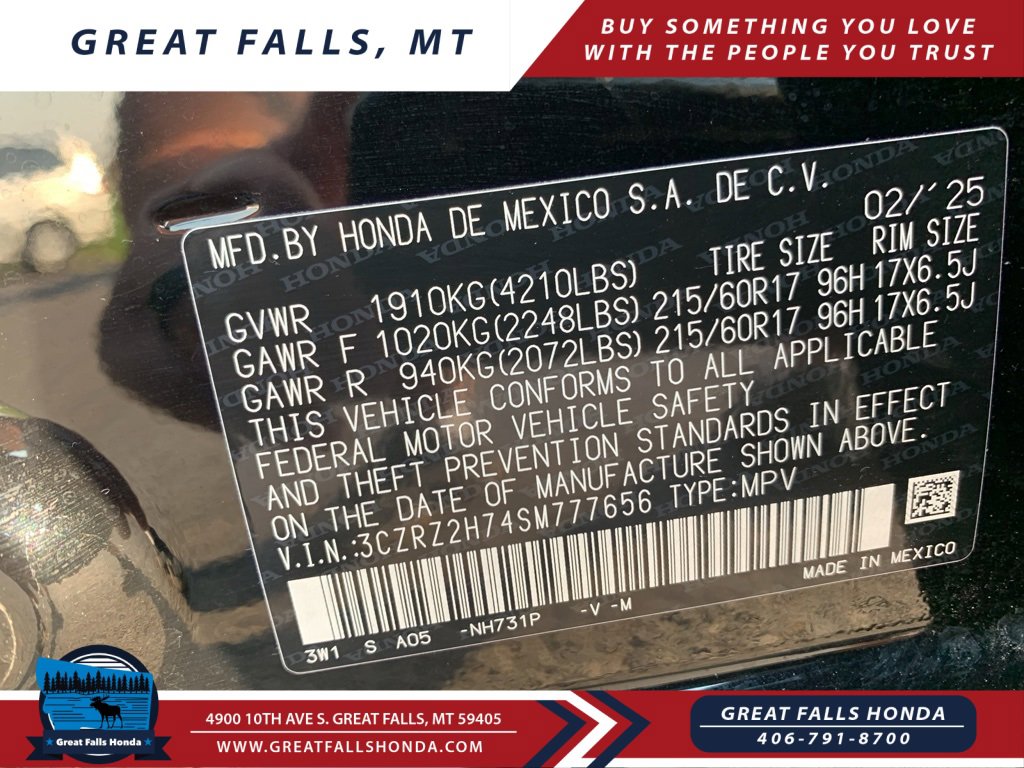 GREAT FALLS, MT
BUY SOMETHING YOU LOVE
WITH THE PEOPLE YOU TRUST
MFD.BY HONDA DE MEXICO S.A. DE C.V.
02/'25
TIRE SIZE RIM SIZE
GVWR 1910KG(4210LBS)
GAWR F 1020KG(2248LBS) 215/60R17 96H 17X6.5J
GAWR R 940KG(2072LBS) 215/60R17 96H 17X6.5J
THIS VEHICLE CONFORMS TO ALL APPLICABLE
FEDERAL MOTOR VEHICLE SAFETY
AND THEFT PREVENTION STANDARDS IN EFFECT
ON THE DATE OF MANUFACTURE SHOWN ABOVE.
V.I.N.:3CZRZ2H74SM777656 TYPE:MPV
MADE IN MEXICO
3W1 S A05 -NH731P -V -M
Great Falls Honda
4900 10TH AVE S. GREAT FALLS, MT 59405
WWW.GREATFALLSHONDA.COM
GREAT FALLS HONDA
406-791-8700